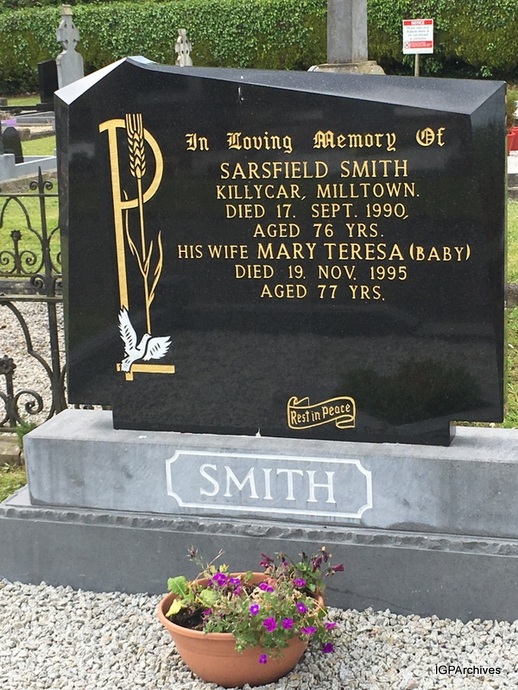 NOTICE
In Loving Memory Of
SARSFIELD SMITH
KILLYCAR, MILLTOWN.
DIED 17. SEPT. 1990,
AGED 76 YRS.
HIS WIFE MARY TERESA (BABY)
DIED 19. NOV. 1995
AGED 77 YRS.
Rest in Peace
SMITH
IGPArchives